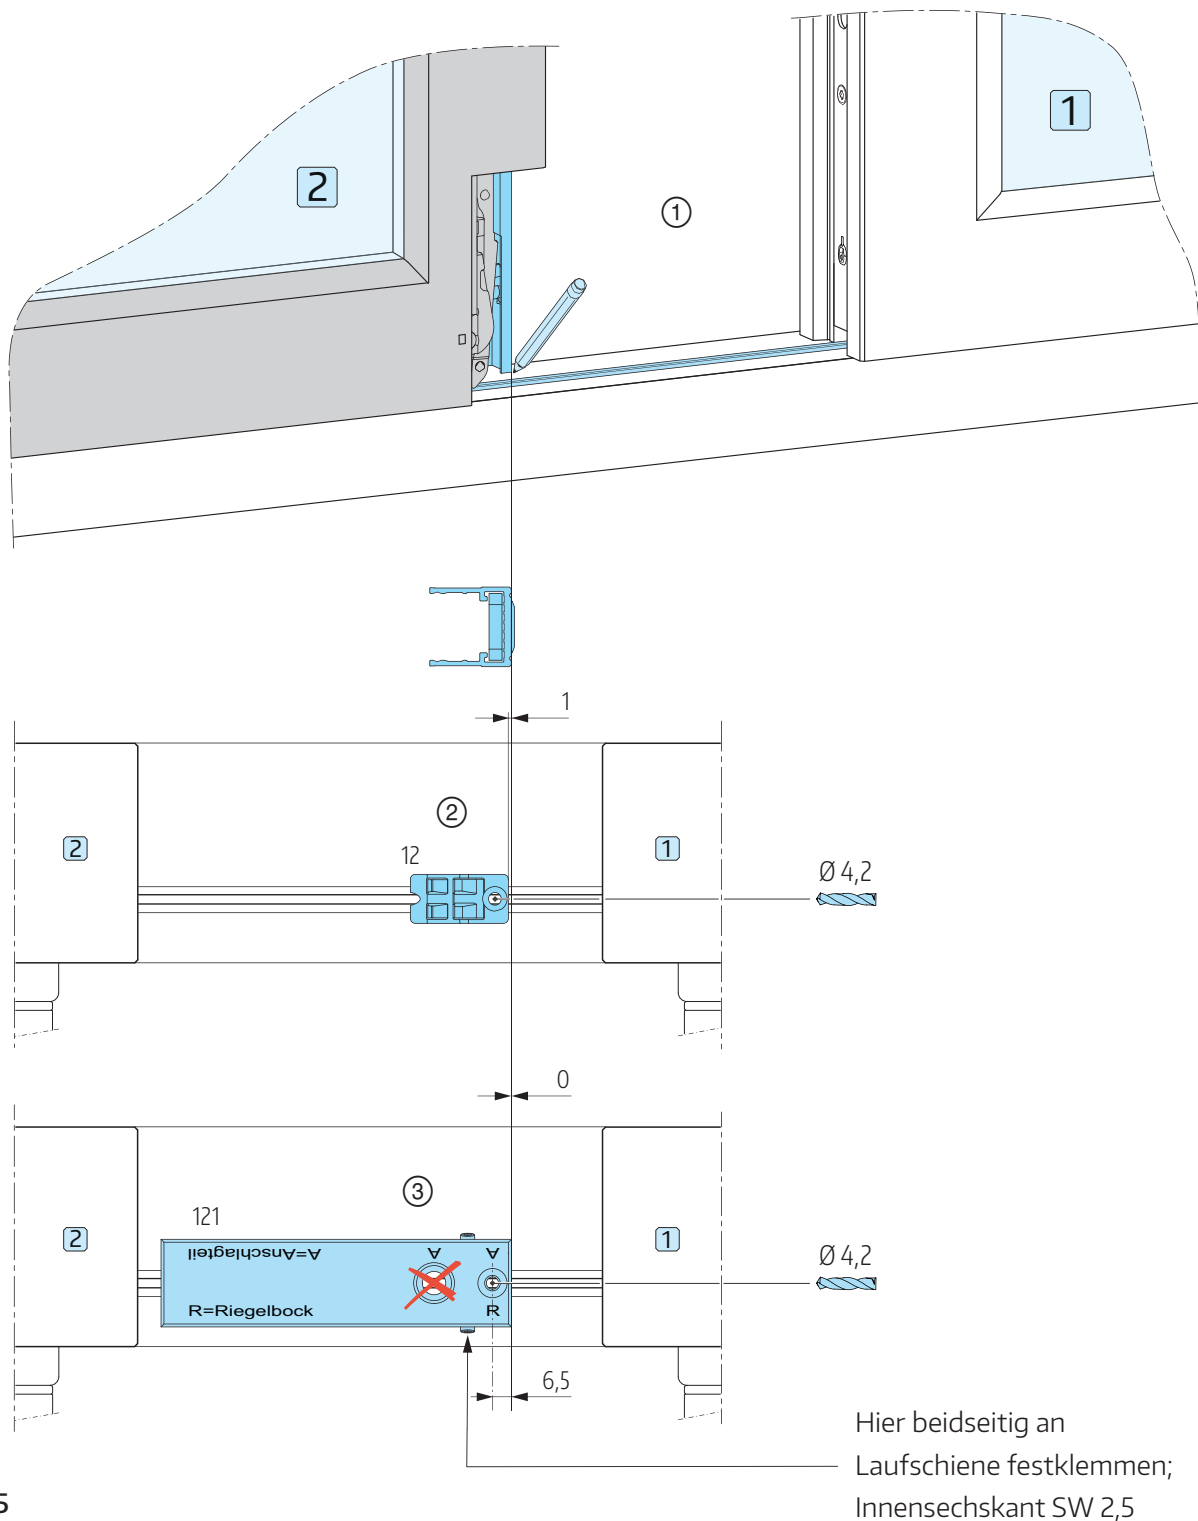 2
1
①
1
②
12
2
1
Ø 4,2
0
③
121
2
1
A=Anschlagteil
A
A
R=Riegelbock
R
Ø 4,2
6,5
Hier beidseitig an
Laufschiene festklemmen;
Innensechskant SW 2,5